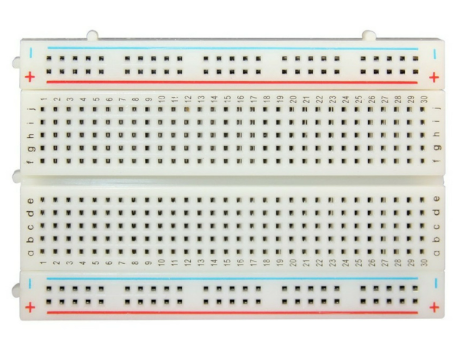 − −
+ +
1 2 3 4 5 6 7 8 9 10 11 12 13 14 15 16 17 18 19 20 21 22 23 24 25 26 27 28 29 30
j j
i i
h h
g g
f f
e e
d d
c c
b b
a a
1 2 3 4 5 6 7 8 9 10 11 12 13 14 15 16 17 18 19 20 21 22 23 24 25 26 27 28 29 30
− −
+ +